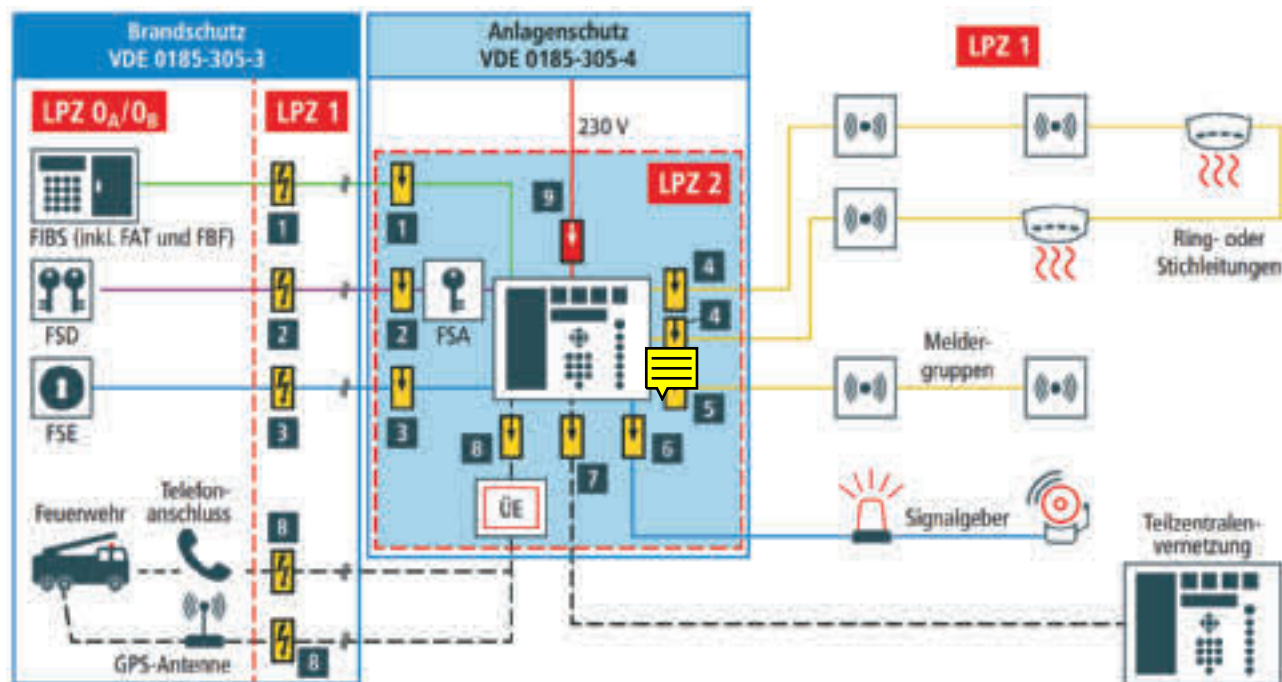 Brandschutz
VDE 0185-305-3
Anlagenschutz
VDE 0185-305-4
LPZ 1
LPZ 0A/0B
LPZ 1
230 V
LPZ 2
9
1
1
FIBS (inkl. FAT und FBF)
Ring- oder
Stichleitungen
4
4
2
2
FSD
FSA
Melder-
gruppen
5
3
3
FSE
8
7
6
Telefon-
anschluss
Feuerwehr
8
ÜE
Signalgeber
Teilzentralen-
vernetzung
GPS-Antenne
8